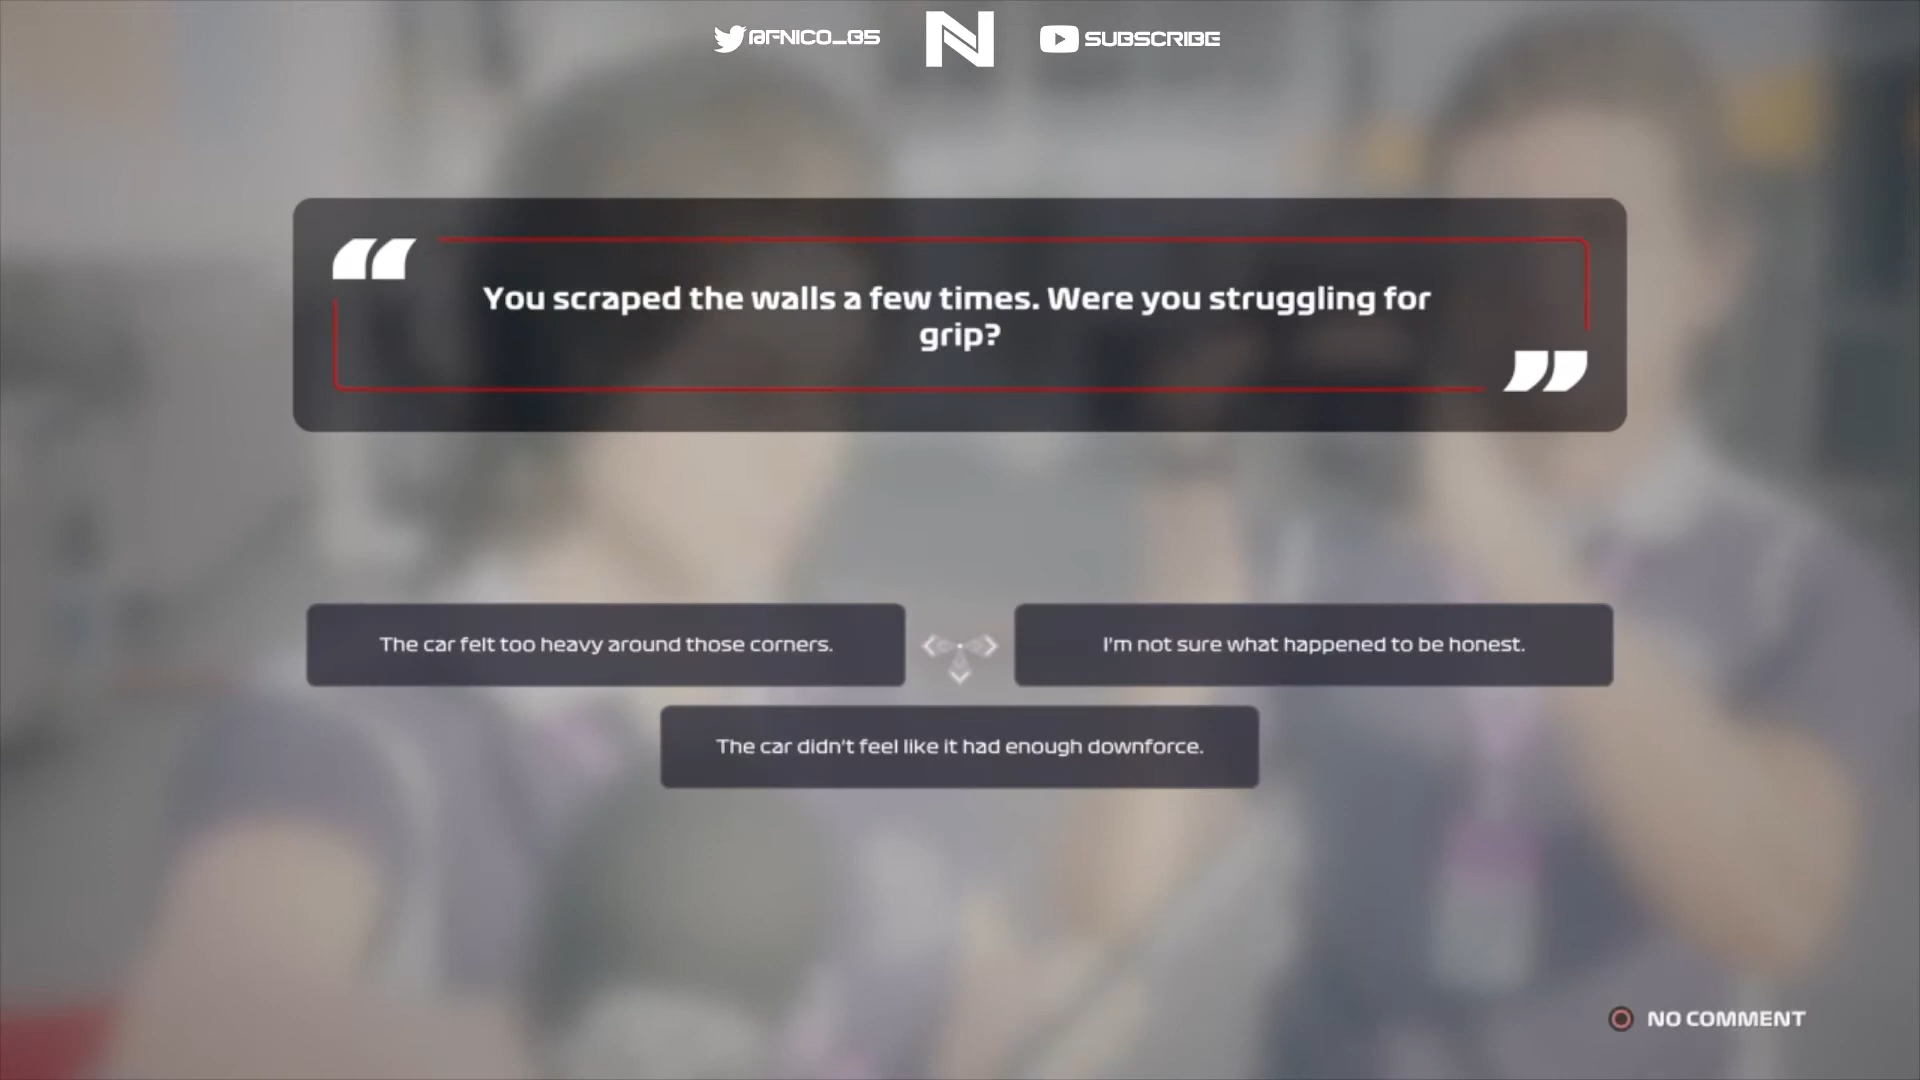 @FNICO_85
N
SUBSCRIBE
You scraped the walls a few times. Were you struggling for
grip?
The car felt too heavy around those corners.
I'm not sure what happened to be honest.
The car didn't feel like it had enough downforce.
NO COMMENT